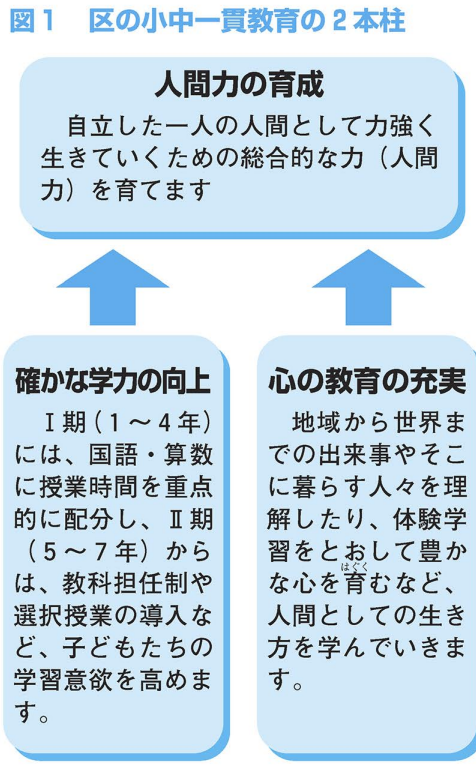 図1　区の小中一貫教育の2本柱
人間力の育成
　自立した一人の人間として力強く
生きていくための総合的な力（人間
力）を育てます
確かな学力の向上
　Ⅰ期（1～4年）
には、国語・算数
に授業時間を重点
的に配分し、Ⅱ期
（5～7年）から
は、教科担任制や
選択授業の導入な
ど、子どもたちの
学習意欲を高めま
す。
心の教育の充実
　地域から世界ま
での出来事やそこ
に暮らす人々を理
解したり、体験学
習をとおして豊か
はぐく
な心を育むなど、
人間としての生き
方を学んでいきま
す。